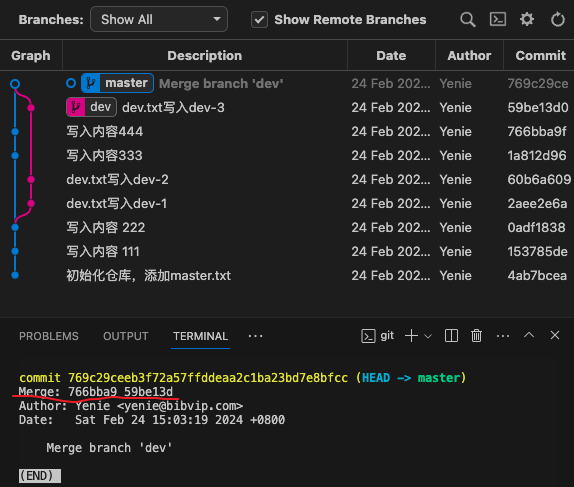 Branches: Show All Show Remote Branches
Graph Description Date Author Commit
master Merge branch 'dev' 24 Feb 202... Yenie 769c29ce
dev dev.txt写入dev-3 24 Feb 202... Yenie 59be13d0
写入内容444 24 Feb 202... Yenie 766bba9f
写入内容333 24 Feb 202... Yenie 1a812d96
dev.txt写入dev-2 24 Feb 202... Yenie 60b6a609
dev.txt写入dev-1 24 Feb 202... Yenie 2aee2e6a
写入内容 222 24 Feb 202... Yenie 0adf1838
写入内容 111 24 Feb 202... Yenie 153785de
初始化仓库，添加master.txt 24 Feb 202... Yenie 4ab7bcea
PROBLEMS OUTPUT TERMINAL ··· git ···
commit 769c29ceeb3f72a57ffddeaa2c1ba23bd7e8bfcc (HEAD -> master)
Merge: 766bba9 59be13d
Author: Yenie <yenie@bibvip.com>
Date: Sat Feb 24 15:03:19 2024 +0800
Merge branch 'dev'
(END)